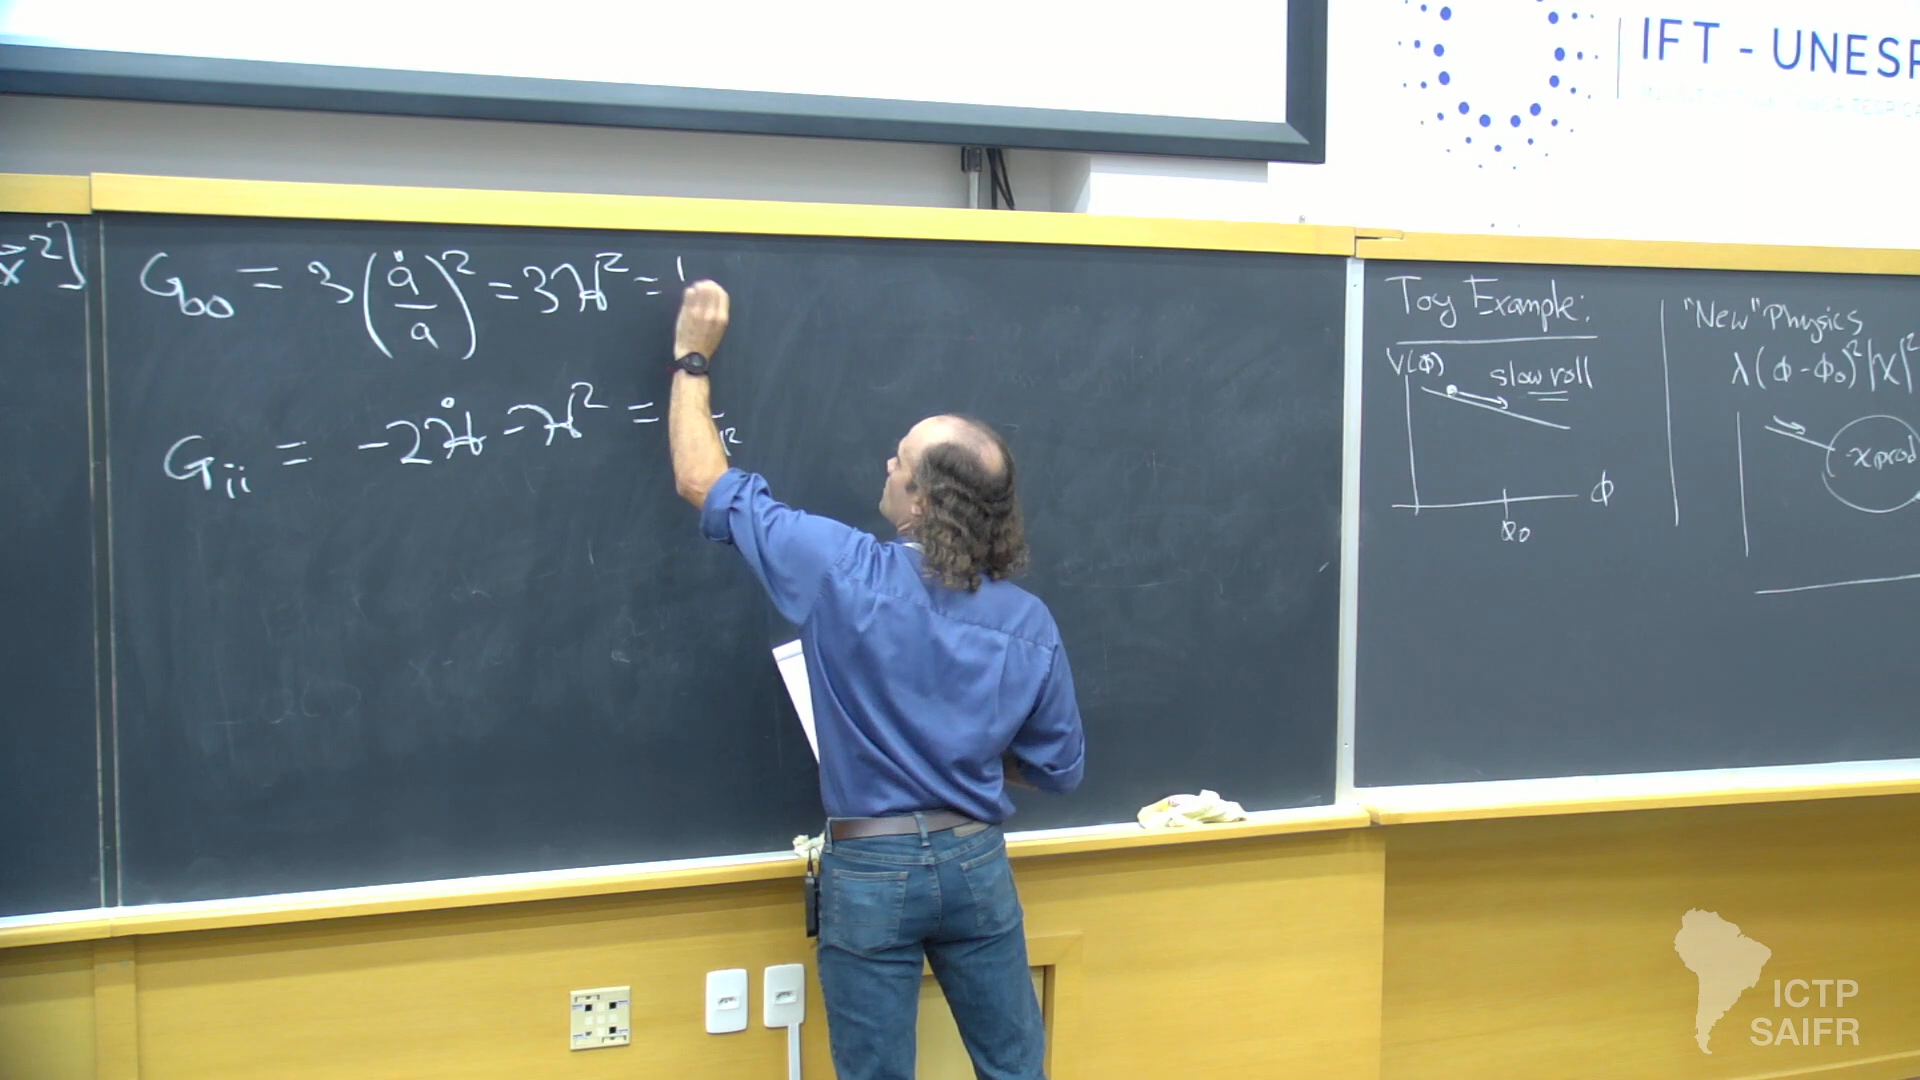 IFT - UNESP
x⃗²]
G₀₀ = 3(ȧ/a)² = 3ℋ² = 1
Gᵢᵢ = -2ℋ̇ - ℋ² =
Toy Example:
V(ϕ)
slow roll
ϕ
ϕ₀
"New" Physics
λ(ϕ-ϕ₀)²|χ|²
χ prod
ICTP
SAIFR